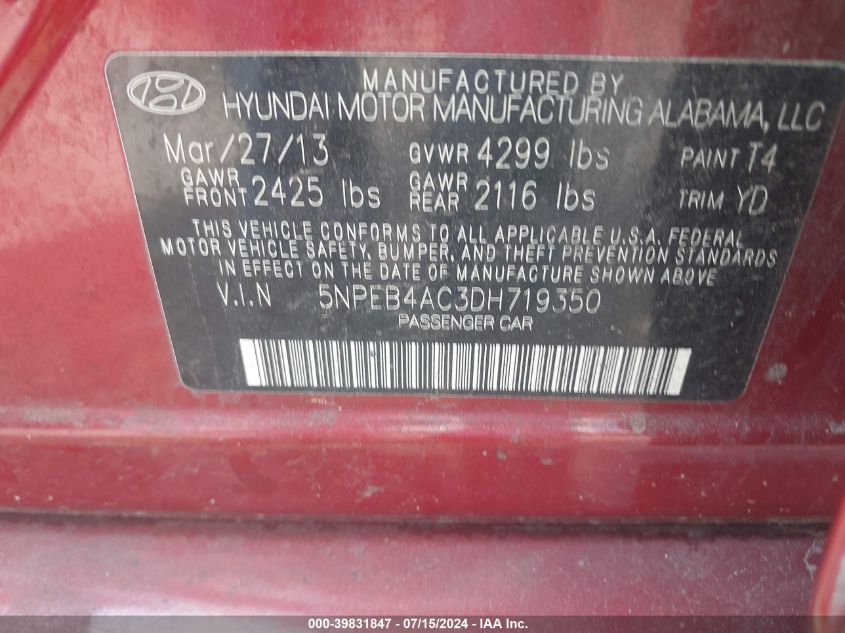 MANUFACTURED BY
HYUNDAI MOTOR MANUFACTURING ALABAMA, LLC
Mar/27/13 GVWR 4299 lbs PAINT T4
GAWR FRONT 2425 lbs GAWR REAR 2116 lbs TRIM YD
THIS VEHICLE CONFORMS TO ALL APPLICABLE U.S.A. FEDERAL
MOTOR VEHICLE SAFETY, BUMPER, AND THEFT PREVENTION STANDARDS
IN EFFECT ON THE DATE OF MANUFACTURE SHOWN ABOVE.
V.I.N 5NPEB4AC3DH719350
PASSENGER CAR
000-39831847 - 07/15/2024 - IAA Inc.